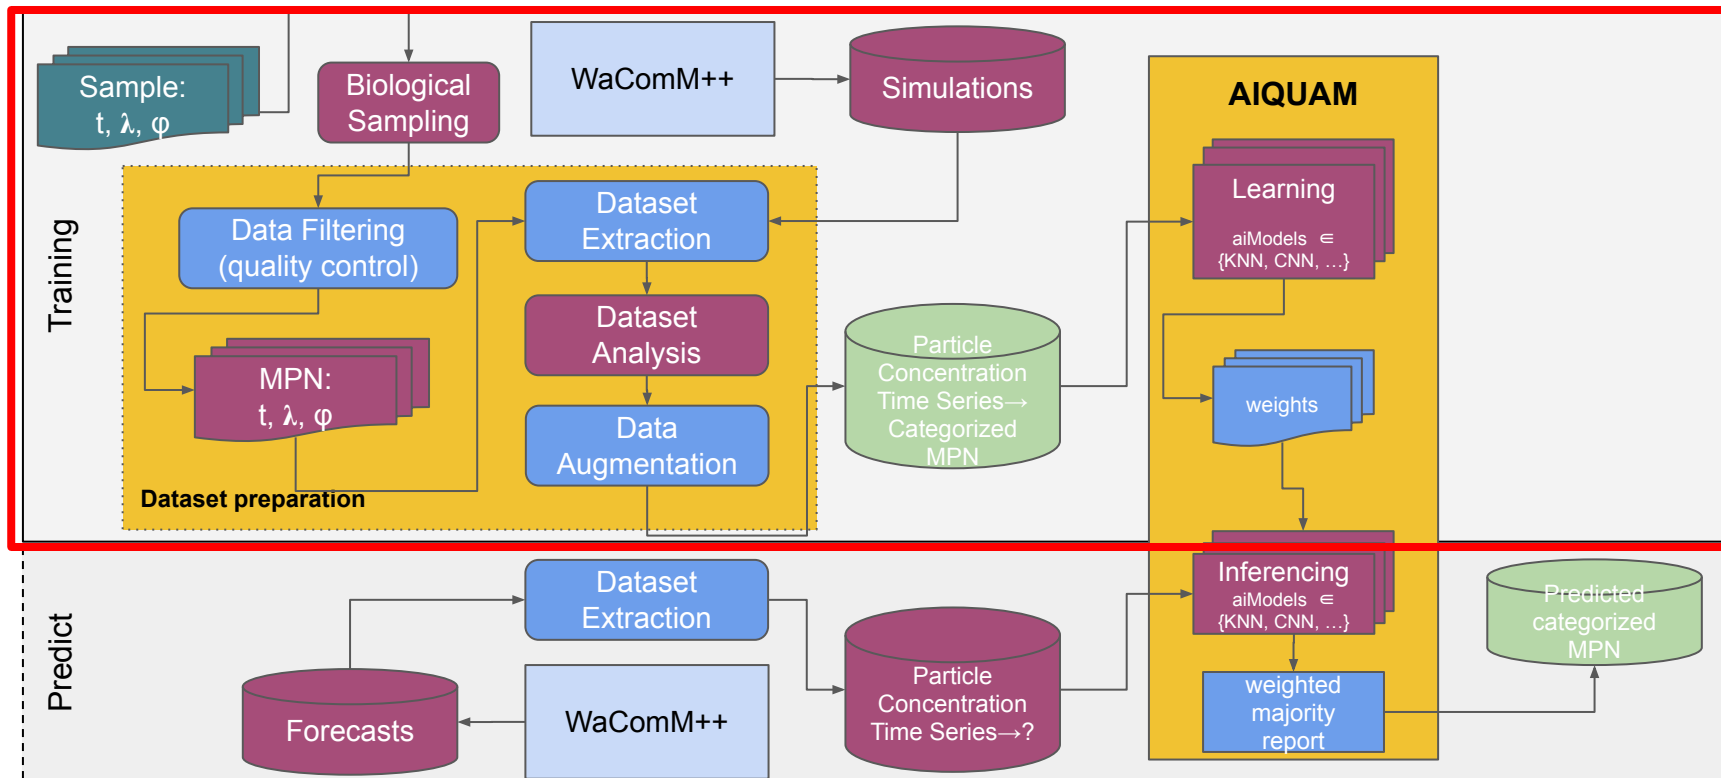 Training
Sample:
t, λ, φ
Biological
Sampling
WaComM++
Simulations
AIQUAM
Data Filtering
(quality control)
MPN:
t, λ, φ
Dataset preparation
Dataset
Extraction
Dataset
Analysis
Data
Augmentation
Particle
Concentration
Time Series→
Categorized
MPN
Learning
aiModels ∈
{KNN, CNN, …}
weights
Predict
Forecasts
Dataset
Extraction
WaComM++
Particle
Concentration
Time Series→?
Inferencing
aiModels ∈
{KNN, CNN, …}
weighted
majority
report
Predicted
categorized
MPN